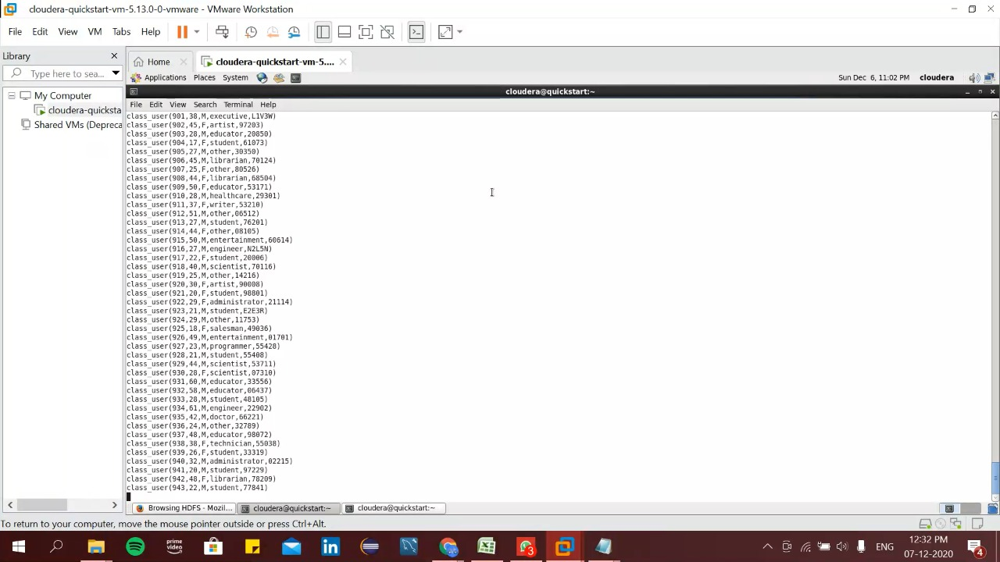 cloudera-quickstart-vm-5.13.0-0-vmware - VMware Workstation
File Edit View VM Tabs Help
Library
Type here to sea...
My Computer
cloudera-quicksta
Shared VMs (Depreca
Home
cloudera-quickstart-vm-5....
Applications Places System
Sun Dec 6, 11:02 PM cloudera
cloudera@quickstart:~
File Edit View Search Terminal Help
class_user(901,38,M,executive,L1V3W)
class_user(902,45,F,artist,97203)
class_user(903,28,M,educator,20850)
class_user(904,17,F,student,61073)
class_user(905,27,M,other,30350)
class_user(906,45,M,librarian,70124)
class_user(907,25,F,other,80526)
class_user(908,44,F,librarian,68504)
class_user(909,50,F,educator,53171)
class_user(910,28,M,healthcare,29301)
class_user(911,37,F,writer,53210)
class_user(912,51,M,other,06512)
class_user(913,27,M,student,76201)
class_user(914,44,F,other,08105)
class_user(915,50,M,entertainment,60614)
class_user(916,27,M,engineer,N2L5N)
class_user(917,22,F,student,20006)
class_user(918,40,M,scientist,70116)
class_user(919,25,M,other,14216)
class_user(920,30,F,artist,90008)
class_user(921,20,F,student,98801)
class_user(922,29,F,administrator,21114)
class_user(923,21,M,student,E2E3R)
class_user(924,29,M,other,11753)
class_user(925,18,F,salesman,49036)
class_user(926,49,M,entertainment,01701)
class_user(927,23,M,programmer,55428)
class_user(928,21,M,student,55408)
class_user(929,44,M,scientist,53711)
class_user(930,28,F,scientist,07310)
class_user(931,60,M,educator,33556)
class_user(932,58,M,educator,06437)
class_user(933,28,M,student,48105)
class_user(934,61,M,engineer,22902)
class_user(935,42,M,doctor,66221)
class_user(936,24,M,other,32789)
class_user(937,48,M,educator,98072)
class_user(938,38,F,technician,55038)
class_user(939,26,F,student,33319)
class_user(940,32,M,administrator,02215)
class_user(941,20,M,student,97229)
class_user(942,48,F,librarian,78209)
class_user(943,22,M,student,77841)
Browsing HDFS - Mozil...
cloudera@quickstart:~
cloudera@quickstart:~
To return to your computer, move the mouse pointer outside or press Ctrl+Alt.
prime video
in
3
ENG
12:32 PM
07-12-2020
4